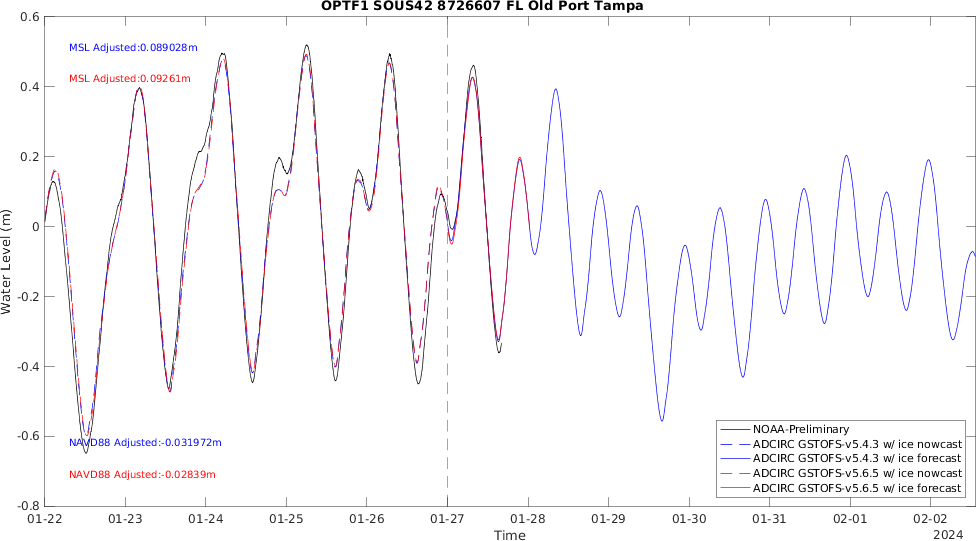 OPTF1 SOUS42 8726607 FL Old Port Tampa
0.6
MSL Adjusted:0.089028m
MSL Adjusted:0.09261m
0.4
0.2
0
-0.2
-0.4
-0.6
-0.8
Water Level (m)
NAVD88 Adjusted:-0.031972m
NAVD88 Adjusted:-0.02839m
NOAA-Preliminary
ADCIRC GSTOFS-v5.4.3 w/ ice nowcast
ADCIRC GSTOFS-v5.4.3 w/ ice forecast
ADCIRC GSTOFS-v5.6.5 w/ ice nowcast
ADCIRC GSTOFS-v5.6.5 w/ ice forecast
01-22 01-23 01-24 01-25 01-26 01-27 01-28 01-29 01-30 01-31 02-01 02-02
Time
2024